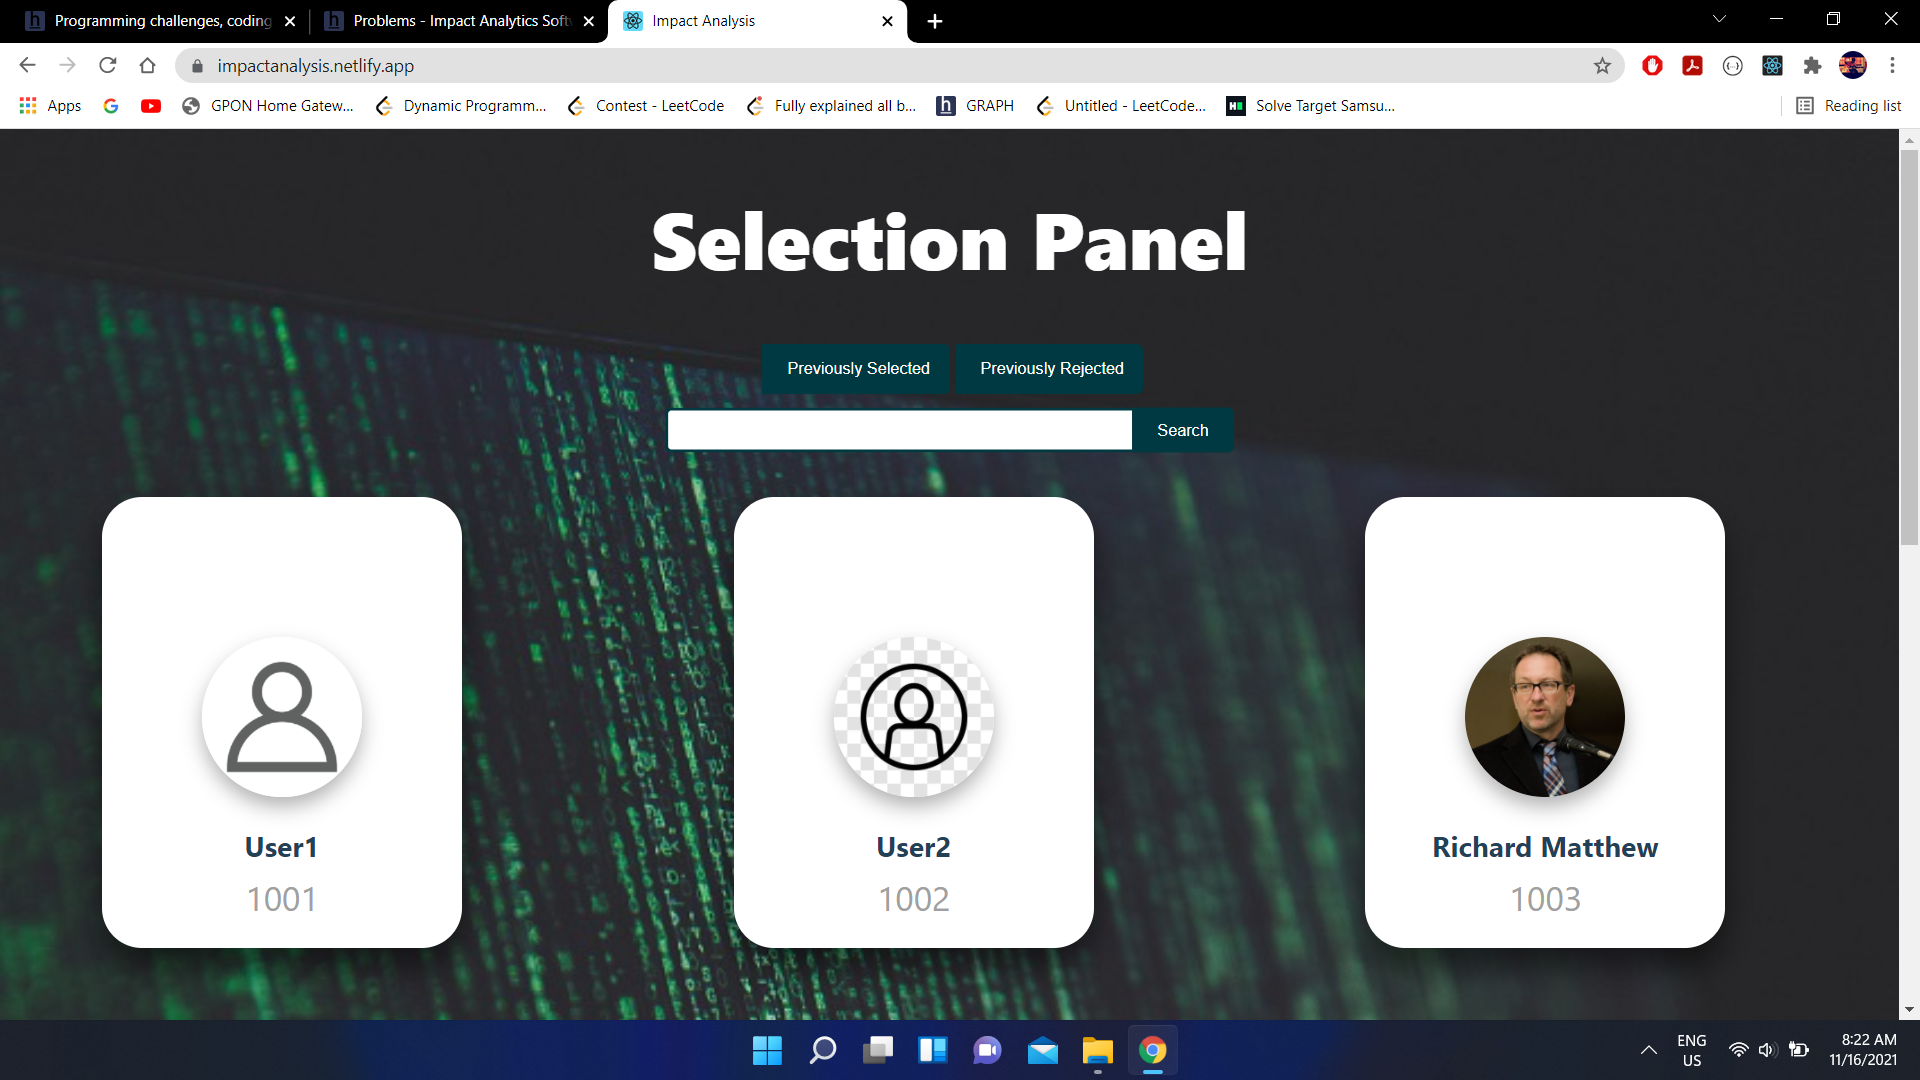 Programming challenges, coding
Problems - Impact Analytics Soft
Impact Analysis
impactanalysis.netlify.app
Apps
GPON Home Gatew...
Dynamic Programm...
Contest - LeetCode
Fully explained all b...
GRAPH
Untitled - LeetCode...
Solve Target Samsu...
Reading list
Selection Panel
Previously Selected
Previously Rejected
Search
User1
1001
User2
1002
Richard Matthew
1003
ENG
US
8:22 AM
11/16/2021